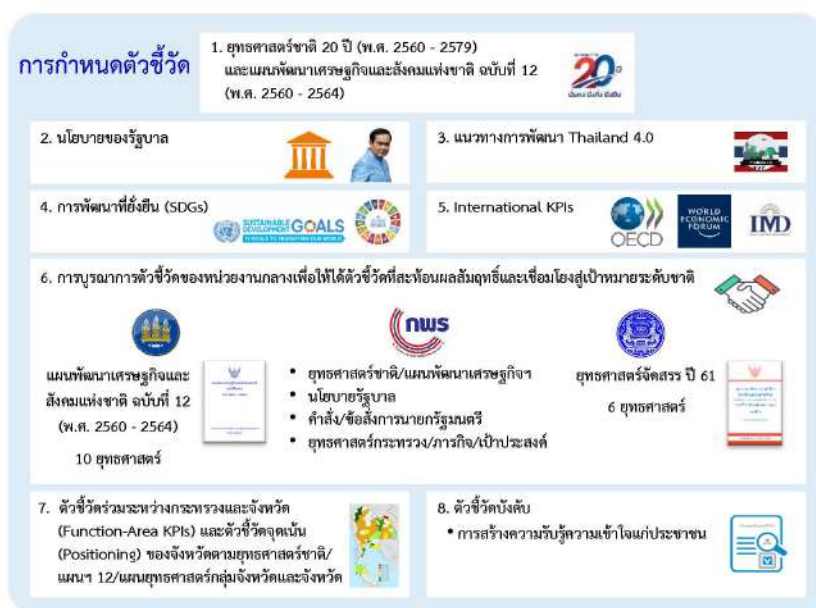 การกำหนดตัวชี้วัด
1. ยุทธศาสตร์ชาติ 20 ปี (พ.ศ. 2560 - 2579)
และแผนพัฒนาเศรษฐกิจและสังคมแห่งชาติ ฉบับที่ 12
(พ.ศ. 2560 - 2564)
20
มั่นคง มั่งคั่ง ยั่งยืน
2. นโยบายของรัฐบาล
3. แนวทางการพัฒนา Thailand 4.0
4. การพัฒนาที่ยั่งยืน (SDGs)
SUSTAINABLE
DEVELOPMENT GOALS
17 GOALS TO TRANSFORM OUR WORLD
5. International KPIs
OECD
WORLD
ECONOMIC
FORUM
IMD
6. การบูรณาการตัวชี้วัดของหน่วยงานกลางเพื่อให้ได้ตัวชี้วัดที่สะท้อนผลสัมฤทธิ์และเชื่อมโยงสู่เป้าหมายระดับชาติ
แผนพัฒนาเศรษฐกิจและ
สังคมแห่งชาติ ฉบับที่ 12
(พ.ศ. 2560 - 2564)
10 ยุทธศาสตร์
กพร
• ยุทธศาสตร์ชาติ/แผนพัฒนาเศรษฐกิจฯ
• นโยบายรัฐบาล
• คำสั่ง/ข้อสั่งการนายกรัฐมนตรี
• ยุทธศาสตร์กระทรวง/ภารกิจ/เป้าประสงค์
ยุทธศาสตร์จัดสรร ปี 61
6 ยุทธศาสตร์
7. ตัวชี้วัดร่วมระหว่างกระทรวงและจังหวัด
(Function-Area KPIs) และตัวชี้วัดจุดเน้น
(Positioning) ของจังหวัดตามยุทธศาสตร์ชาติ/
แผนฯ 12/แผนยุทธศาสตร์กลุ่มจังหวัดและจังหวัด
8. ตัวชี้วัดบังคับ
• การสร้างความรับรู้ความเข้าใจแก่ประชาชน